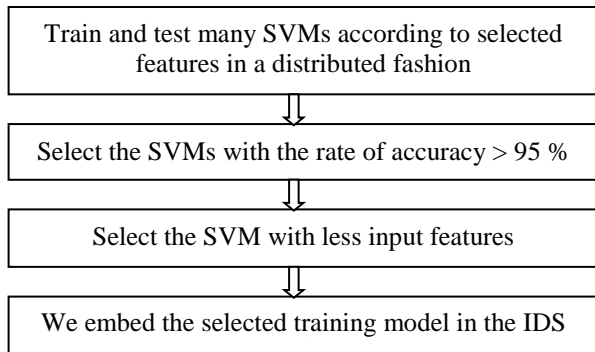 Train and test many SVMs according to selected
features in a distributed fashion
Select the SVMs with the rate of accuracy > 95 %
Select the SVM with less input features
We embed the selected training model in the IDS